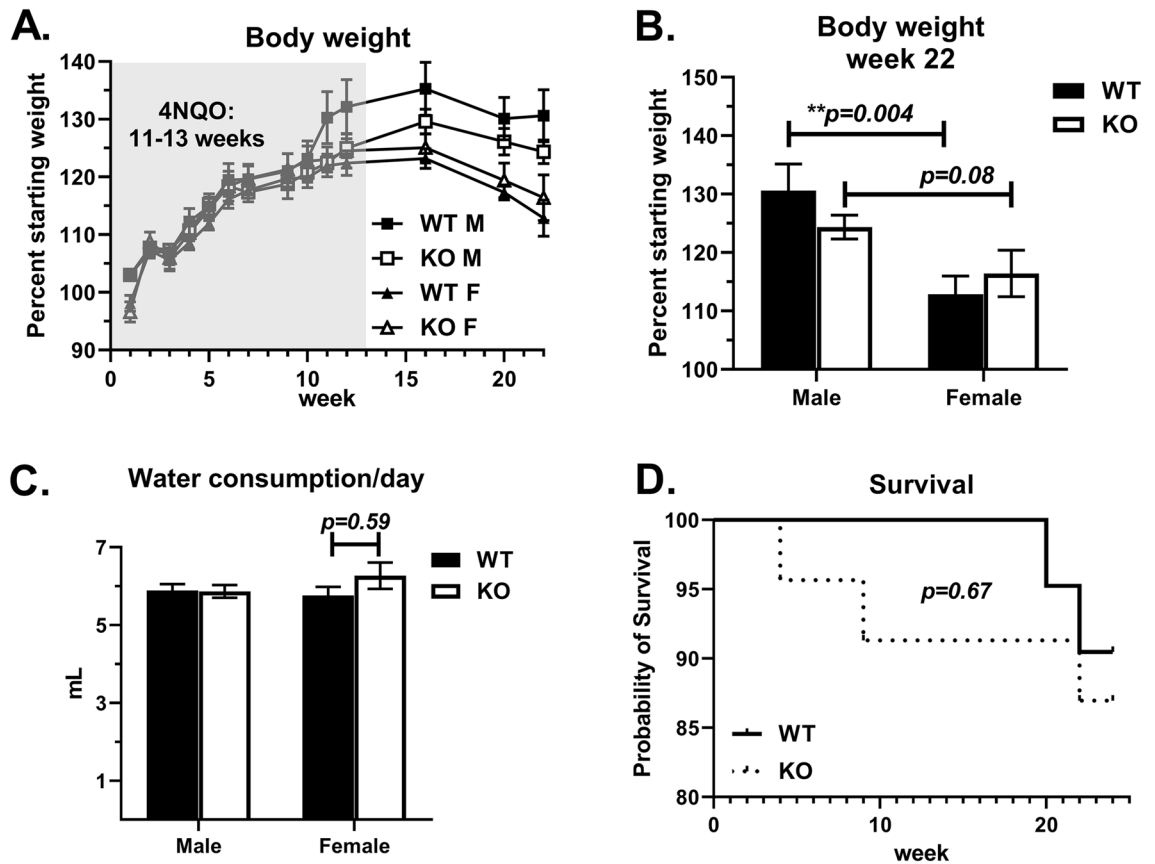 A.
Body weight
140
130
120
110
100
90
Percent starting weight
4NQO:
11-13 weeks
WT M
KO M
WT F
KO F
0 5 10 15 20
week
B.
Body weight
week 22
150
140
130
120
110
100
Percent starting weight
**p=0.004
p=0.08
WT
KO
Male Female
C.
Water consumption/day
7
5
3
1
mL
p=0.59
WT
KO
Male Female
D.
Survival
100
95
90
85
80
Probability of Survival
p=0.67
WT
KO
0 10 20
week